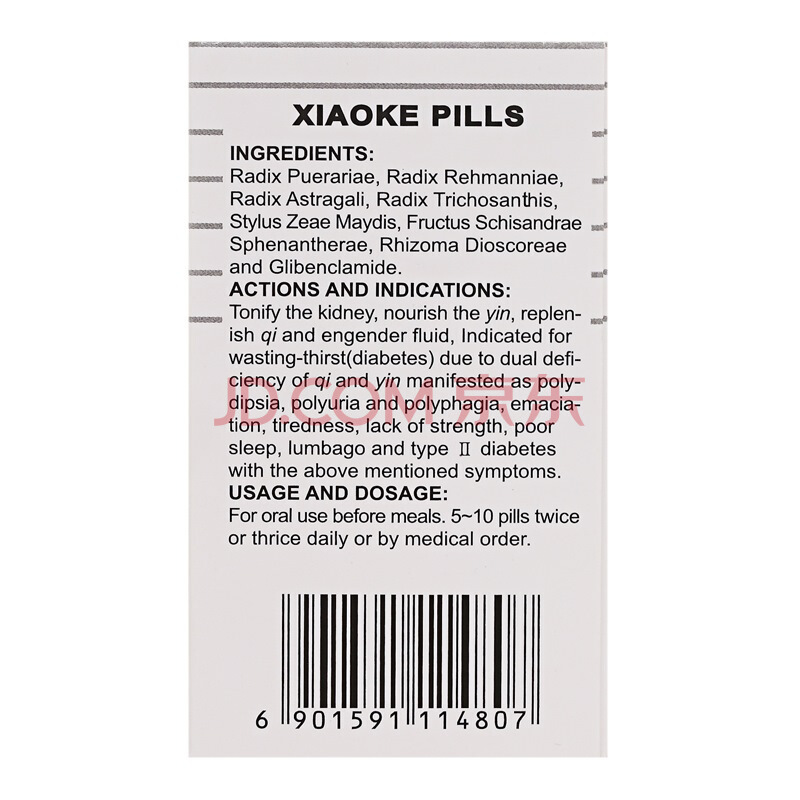 XIAOKE PILLS
INGREDIENTS:
Radix Puerariae, Radix Rehmanniae,
Radix Astragali, Radix Trichosanthis,
Stylus Zeae Maydis, Fructus Schisandrae
Sphenantherae, Rhizoma Dioscoreae
and Glibenclamide.
ACTIONS AND INDICATIONS:
Tonify the kidney, nourish the yin, replen-
ish qi and engender fluid, Indicated for
wasting-thirst(diabetes) due to dual defi-
ciency of qi and yin manifested as poly-
dipsia, polyuria and polyphagia, emacia-
JD.COM 京东
tion, tiredness, lack of strength, poor
sleep, lumbago and type Ⅱ diabetes
with the above mentioned symptoms.
USAGE AND DOSAGE:
For oral use before meals. 5~10 pills twice
or thrice daily or by medical order.
6 901591 114807